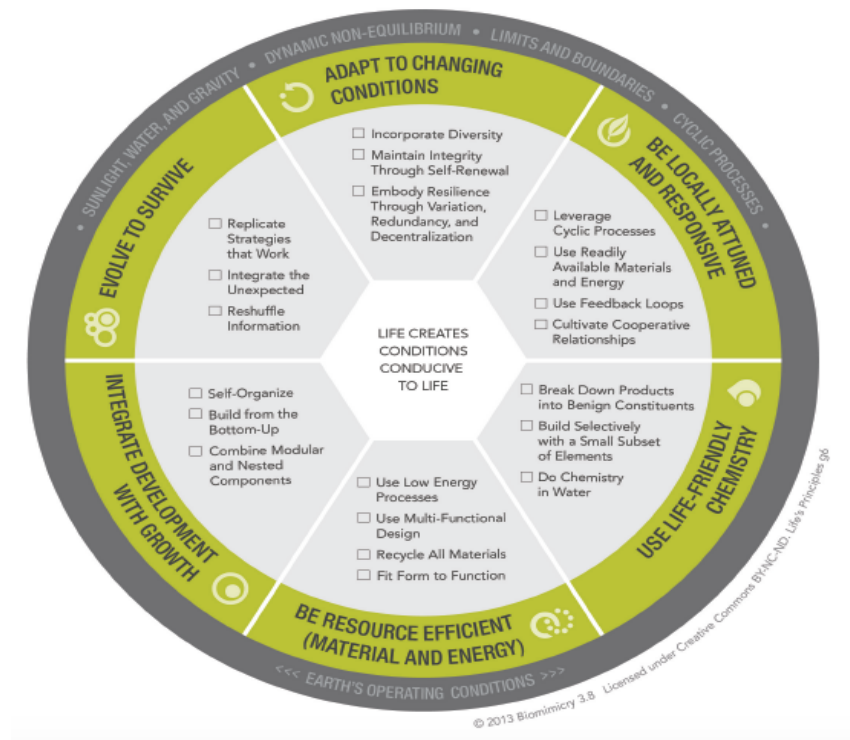 • SUNLIGHT, WATER, AND GRAVITY • DYNAMIC NON-EQUILIBRIUM • LIMITS AND BOUNDARIES • CYCLIC PROCESSES •
ADAPT TO CHANGING
CONDITIONS
☐ Incorporate Diversity
☐ Maintain Integrity
Through Self-Renewal
☐ Embody Resilience
Through Variation,
Redundancy, and
Decentralization
BE LOCALLY ATTUNED
AND RESPONSIVE
☐ Leverage
Cyclic Processes
☐ Use Readily
Available Materials
and Energy
☐ Use Feedback Loops
☐ Cultivate Cooperative
Relationships
USE LIFE-FRIENDLY
CHEMISTRY
☐ Break Down Products
into Benign Constituents
☐ Build Selectively
with a Small Subset
of Elements
☐ Do Chemistry
in Water
BE RESOURCE EFFICIENT
(MATERIAL AND ENERGY)
☐ Use Low Energy
Processes
☐ Use Multi-Functional
Design
☐ Recycle All Materials
☐ Fit Form to Function
INTEGRATE DEVELOPMENT
WITH GROWTH
☐ Self-Organize
☐ Build from the
Bottom-Up
☐ Combine Modular
and Nested
Components
EVOLVE TO SURVIVE
☐ Replicate
Strategies
that Work
☐ Integrate the
Unexpected
☐ Reshuffle
Information
LIFE CREATES
CONDITIONS
CONDUCIVE
TO LIFE
<<< EARTH'S OPERATING CONDITIONS >>>
© 2013 Biomimicry 3.8 Licensed under Creative Commons BY-NC-ND. Life's Principles g6